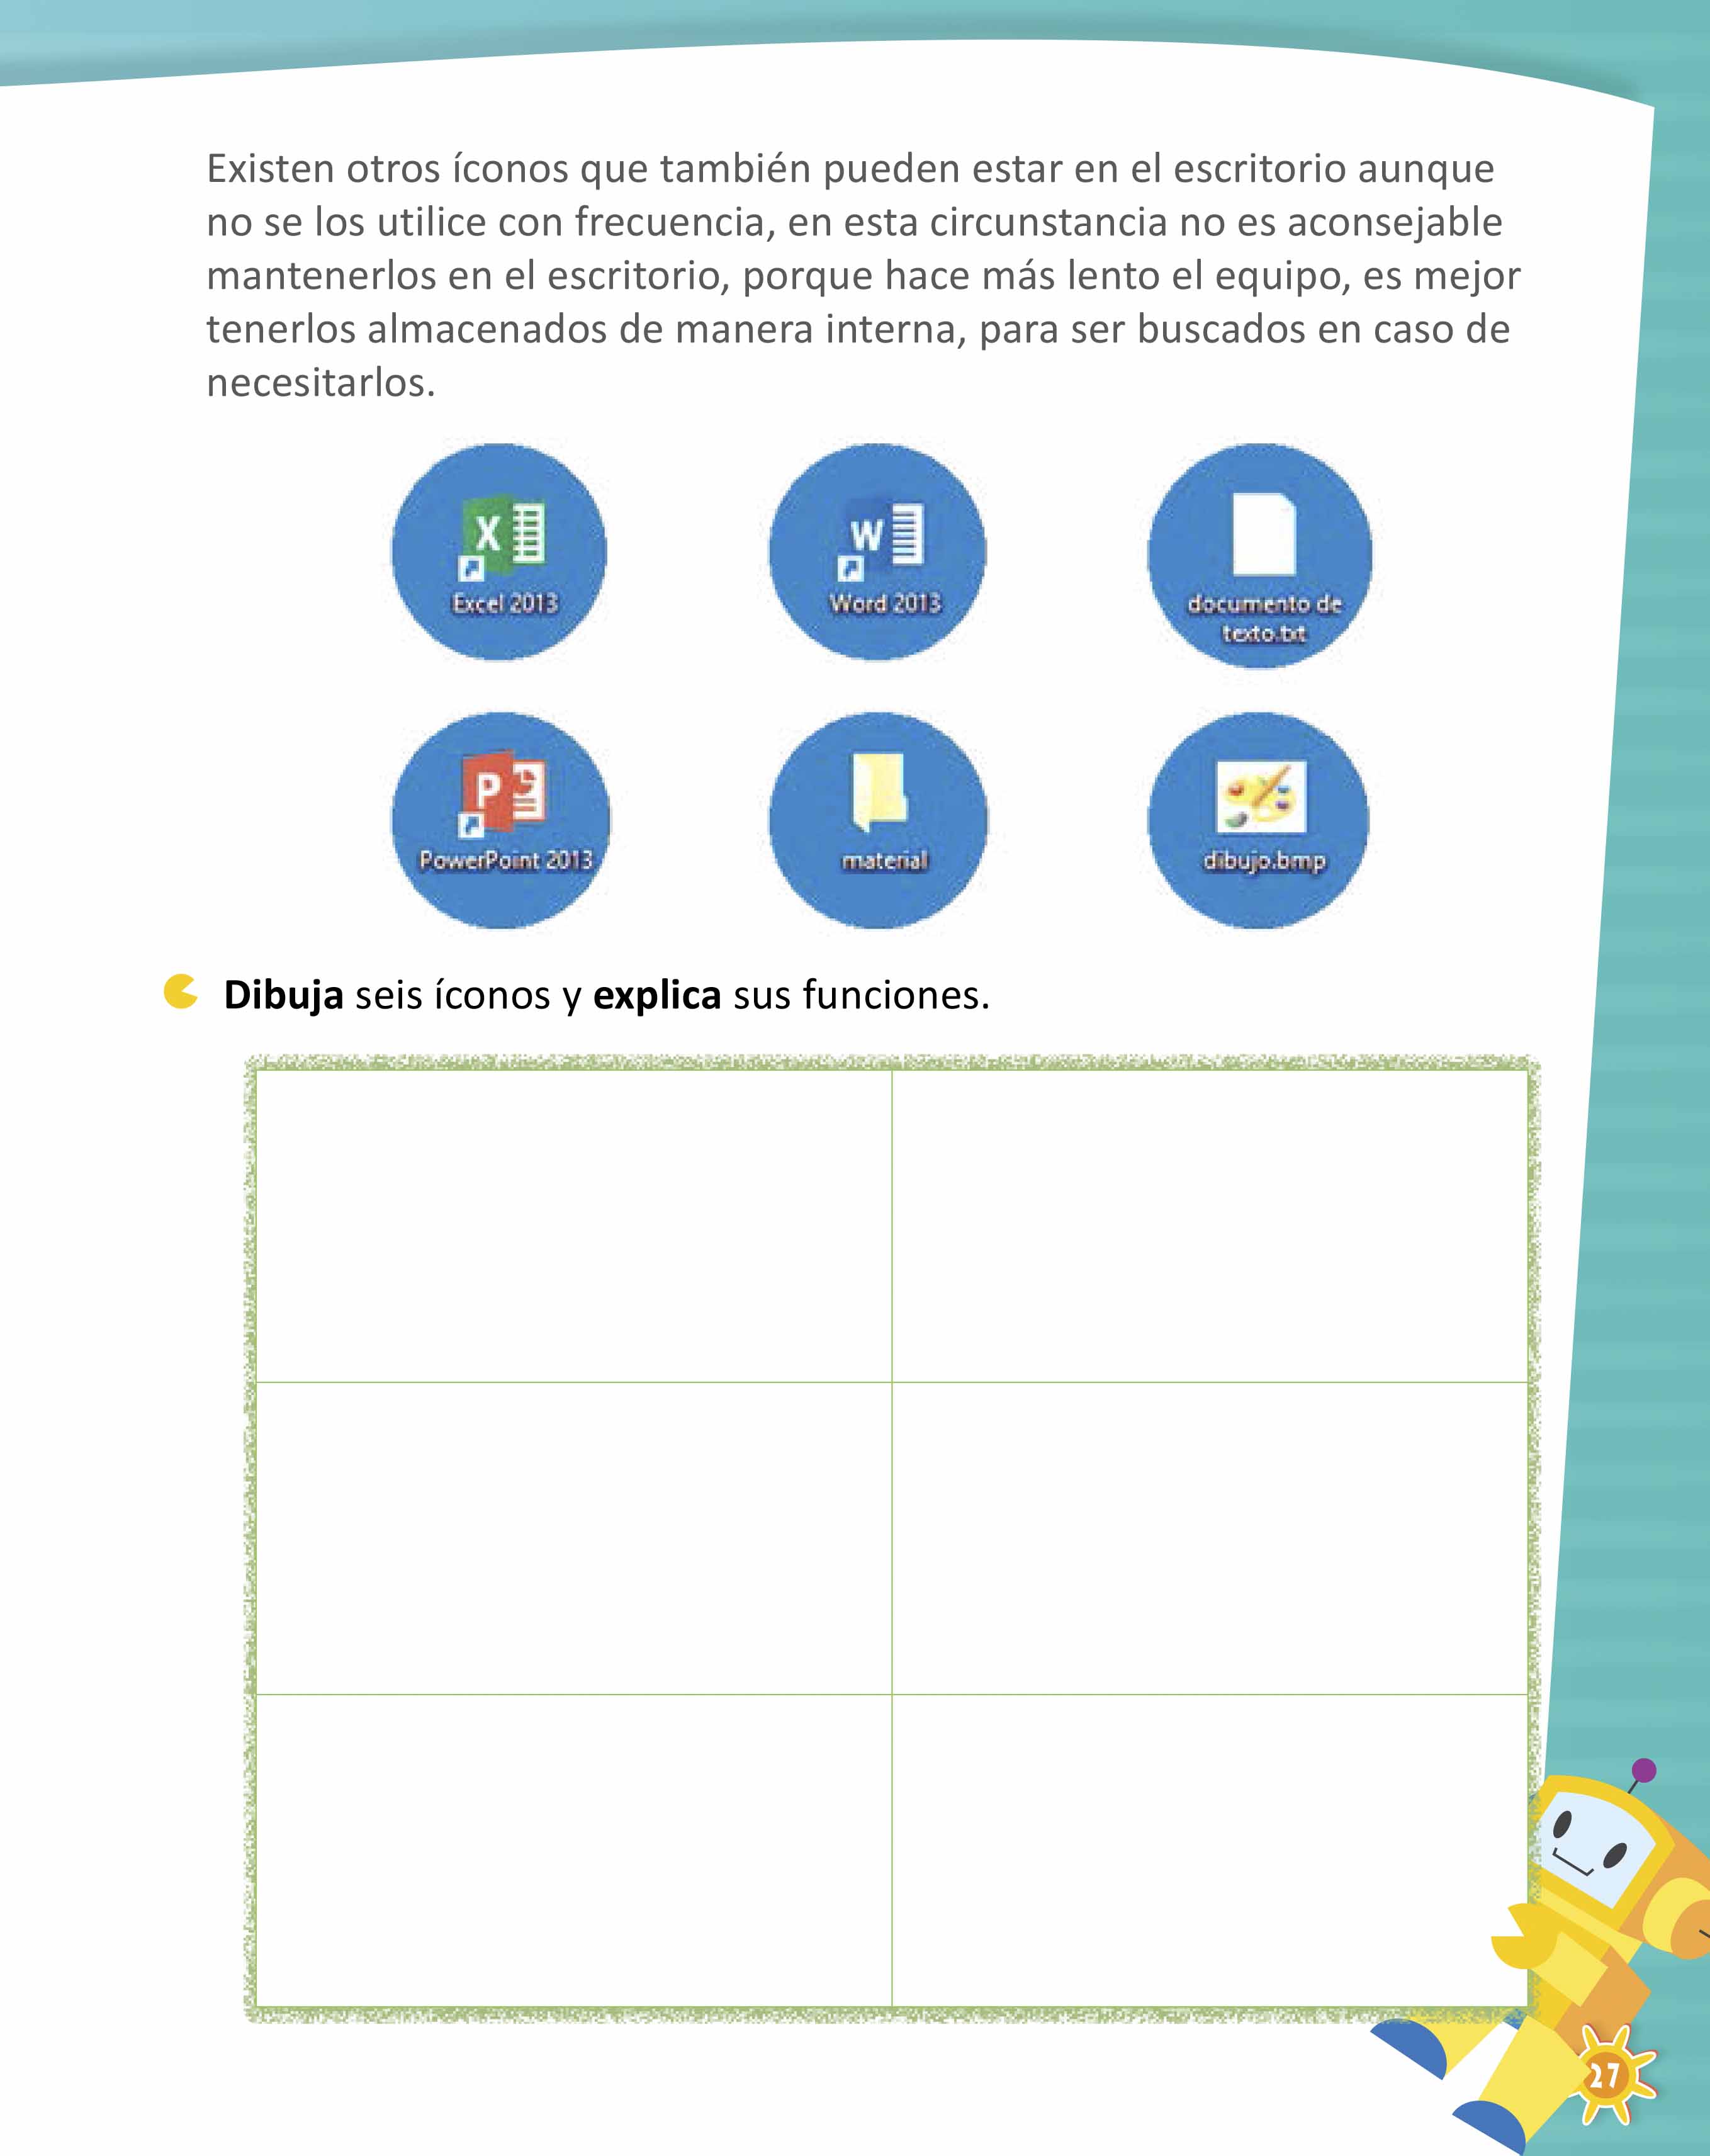 Existen otros íconos que también pueden estar en el escritorio aunque
no se los utilice con frecuencia, en esta circunstancia no es aconsejable
mantenerlos en el escritorio, porque hace más lento el equipo, es mejor
tenerlos almacenados de manera interna, para ser buscados en caso de
necesitarlos.
X
Excel 2013
W
Word 2013
documento de
texto.txt
P
PowerPoint 2013
material
dibujo.bmp
Dibuja seis íconos y explica sus funciones.
27